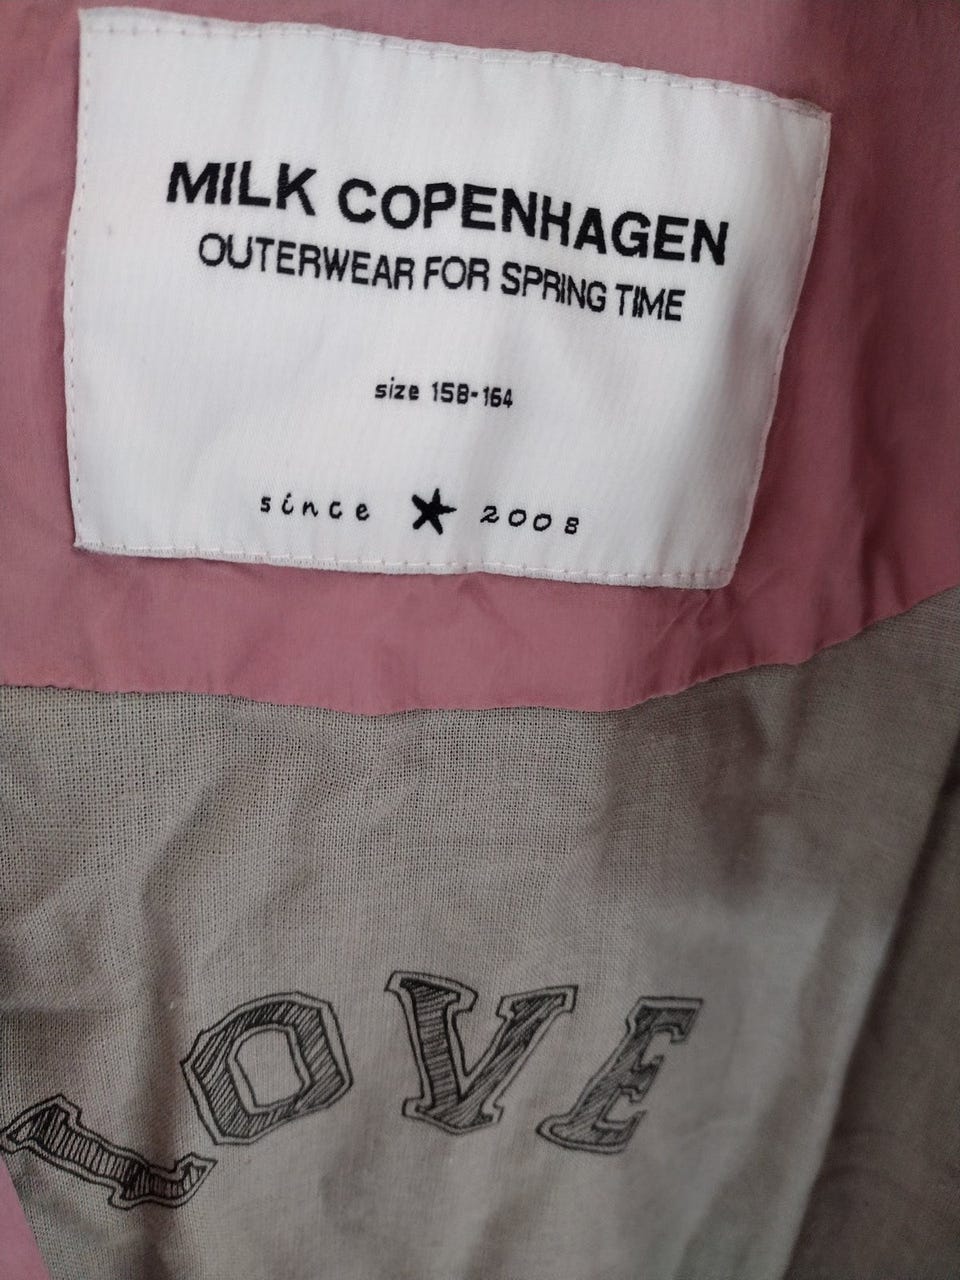 MILK COPENHAGEN
OUTERWEAR FOR SPRING TIME
size 158-164
since ★ 2008
LOVE